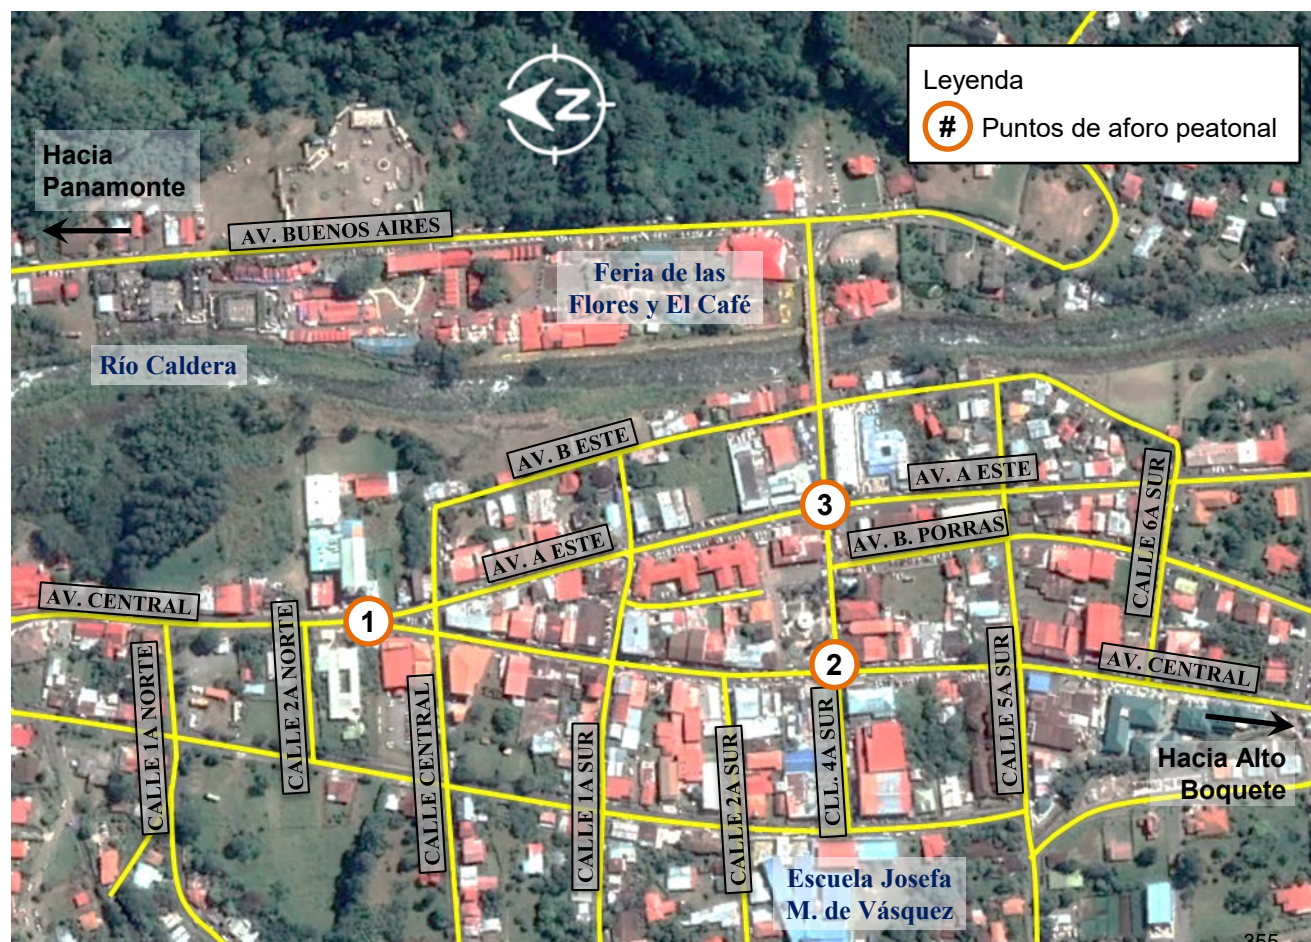 Leyenda
# Puntos de aforo peatonal
Z
Hacia
Panamonte
AV. BUENOS AIRES
Feria de las
Flores y El Café
Río Caldera
AV. B ESTE
AV. A ESTE
CALLE 6A SUR
3
AV. B. PORRAS
AV. A ESTE
AV. CENTRAL
1
CALLE 1A NORTE
CALLE 2A NORTE
2
AV. CENTRAL
CALLE CENTRAL
CALLE 1A SUR
CALLE 2A SUR
CLL. 4A SUR
CALLE 5A SUR
Hacia Alto
Boquete
Escuela Josefa
M. de Vásquez
355